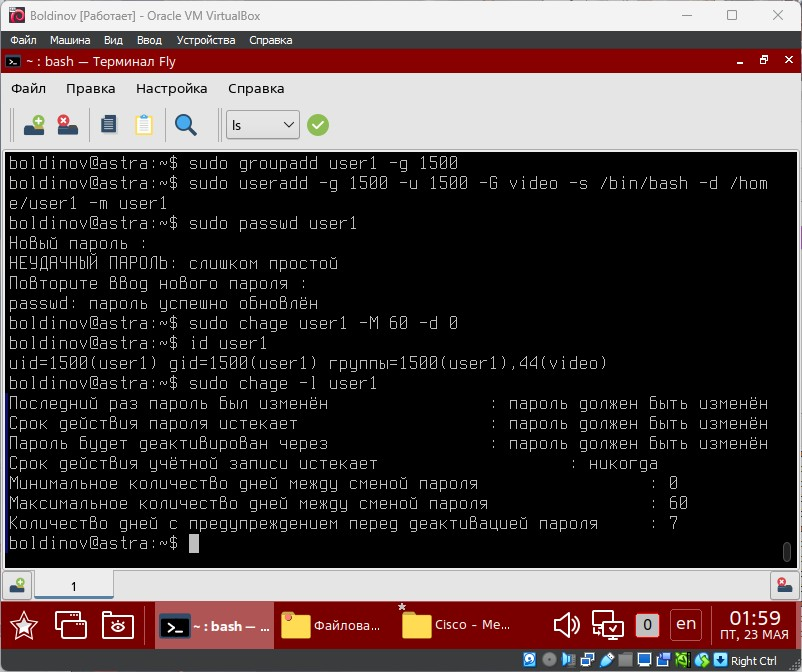 Boldinov [Работает] - Oracle VM VirtualBox
Файл Машина Вид Ввод Устройства Справка
~ : bash — Терминал Fly
Файл Правка Настройка Справка
ls
boldinov@astra:~$ sudo groupadd user1 -g 1500
boldinov@astra:~$ sudo useradd -g 1500 -u 1500 -G video -s /bin/bash -d /hom
e/user1 -m user1
boldinov@astra:~$ sudo passwd user1
Новый пароль :
НЕУДАЧНЫЙ ПАРОЛЬ: слишком простой
Повторите ввод нового пароля :
passwd: пароль успешно обновлён
boldinov@astra:~$ sudo chage user1 -M 60 -d 0
boldinov@astra:~$ id user1
uid=1500(user1) gid=1500(user1) группы=1500(user1),44(video)
boldinov@astra:~$ sudo chage -l user1
Последний раз пароль был изменён : пароль должен быть изменён
Срок действия пароля истекает : пароль должен быть изменён
Пароль будет деактивирован через : пароль должен быть изменён
Срок действия учётной записи истекает : никогда
Минимальное количество дней между сменой пароля : 0
Максимальное количество дней между сменой пароля : 60
Количество дней с предупреждением перед деактивацией пароля : 7
boldinov@astra:~$
1
~ : bash — ...
Файлова...
* Cisco – Ме...
0
en
01:59
ПТ, 23 МАЯ
Right Ctrl